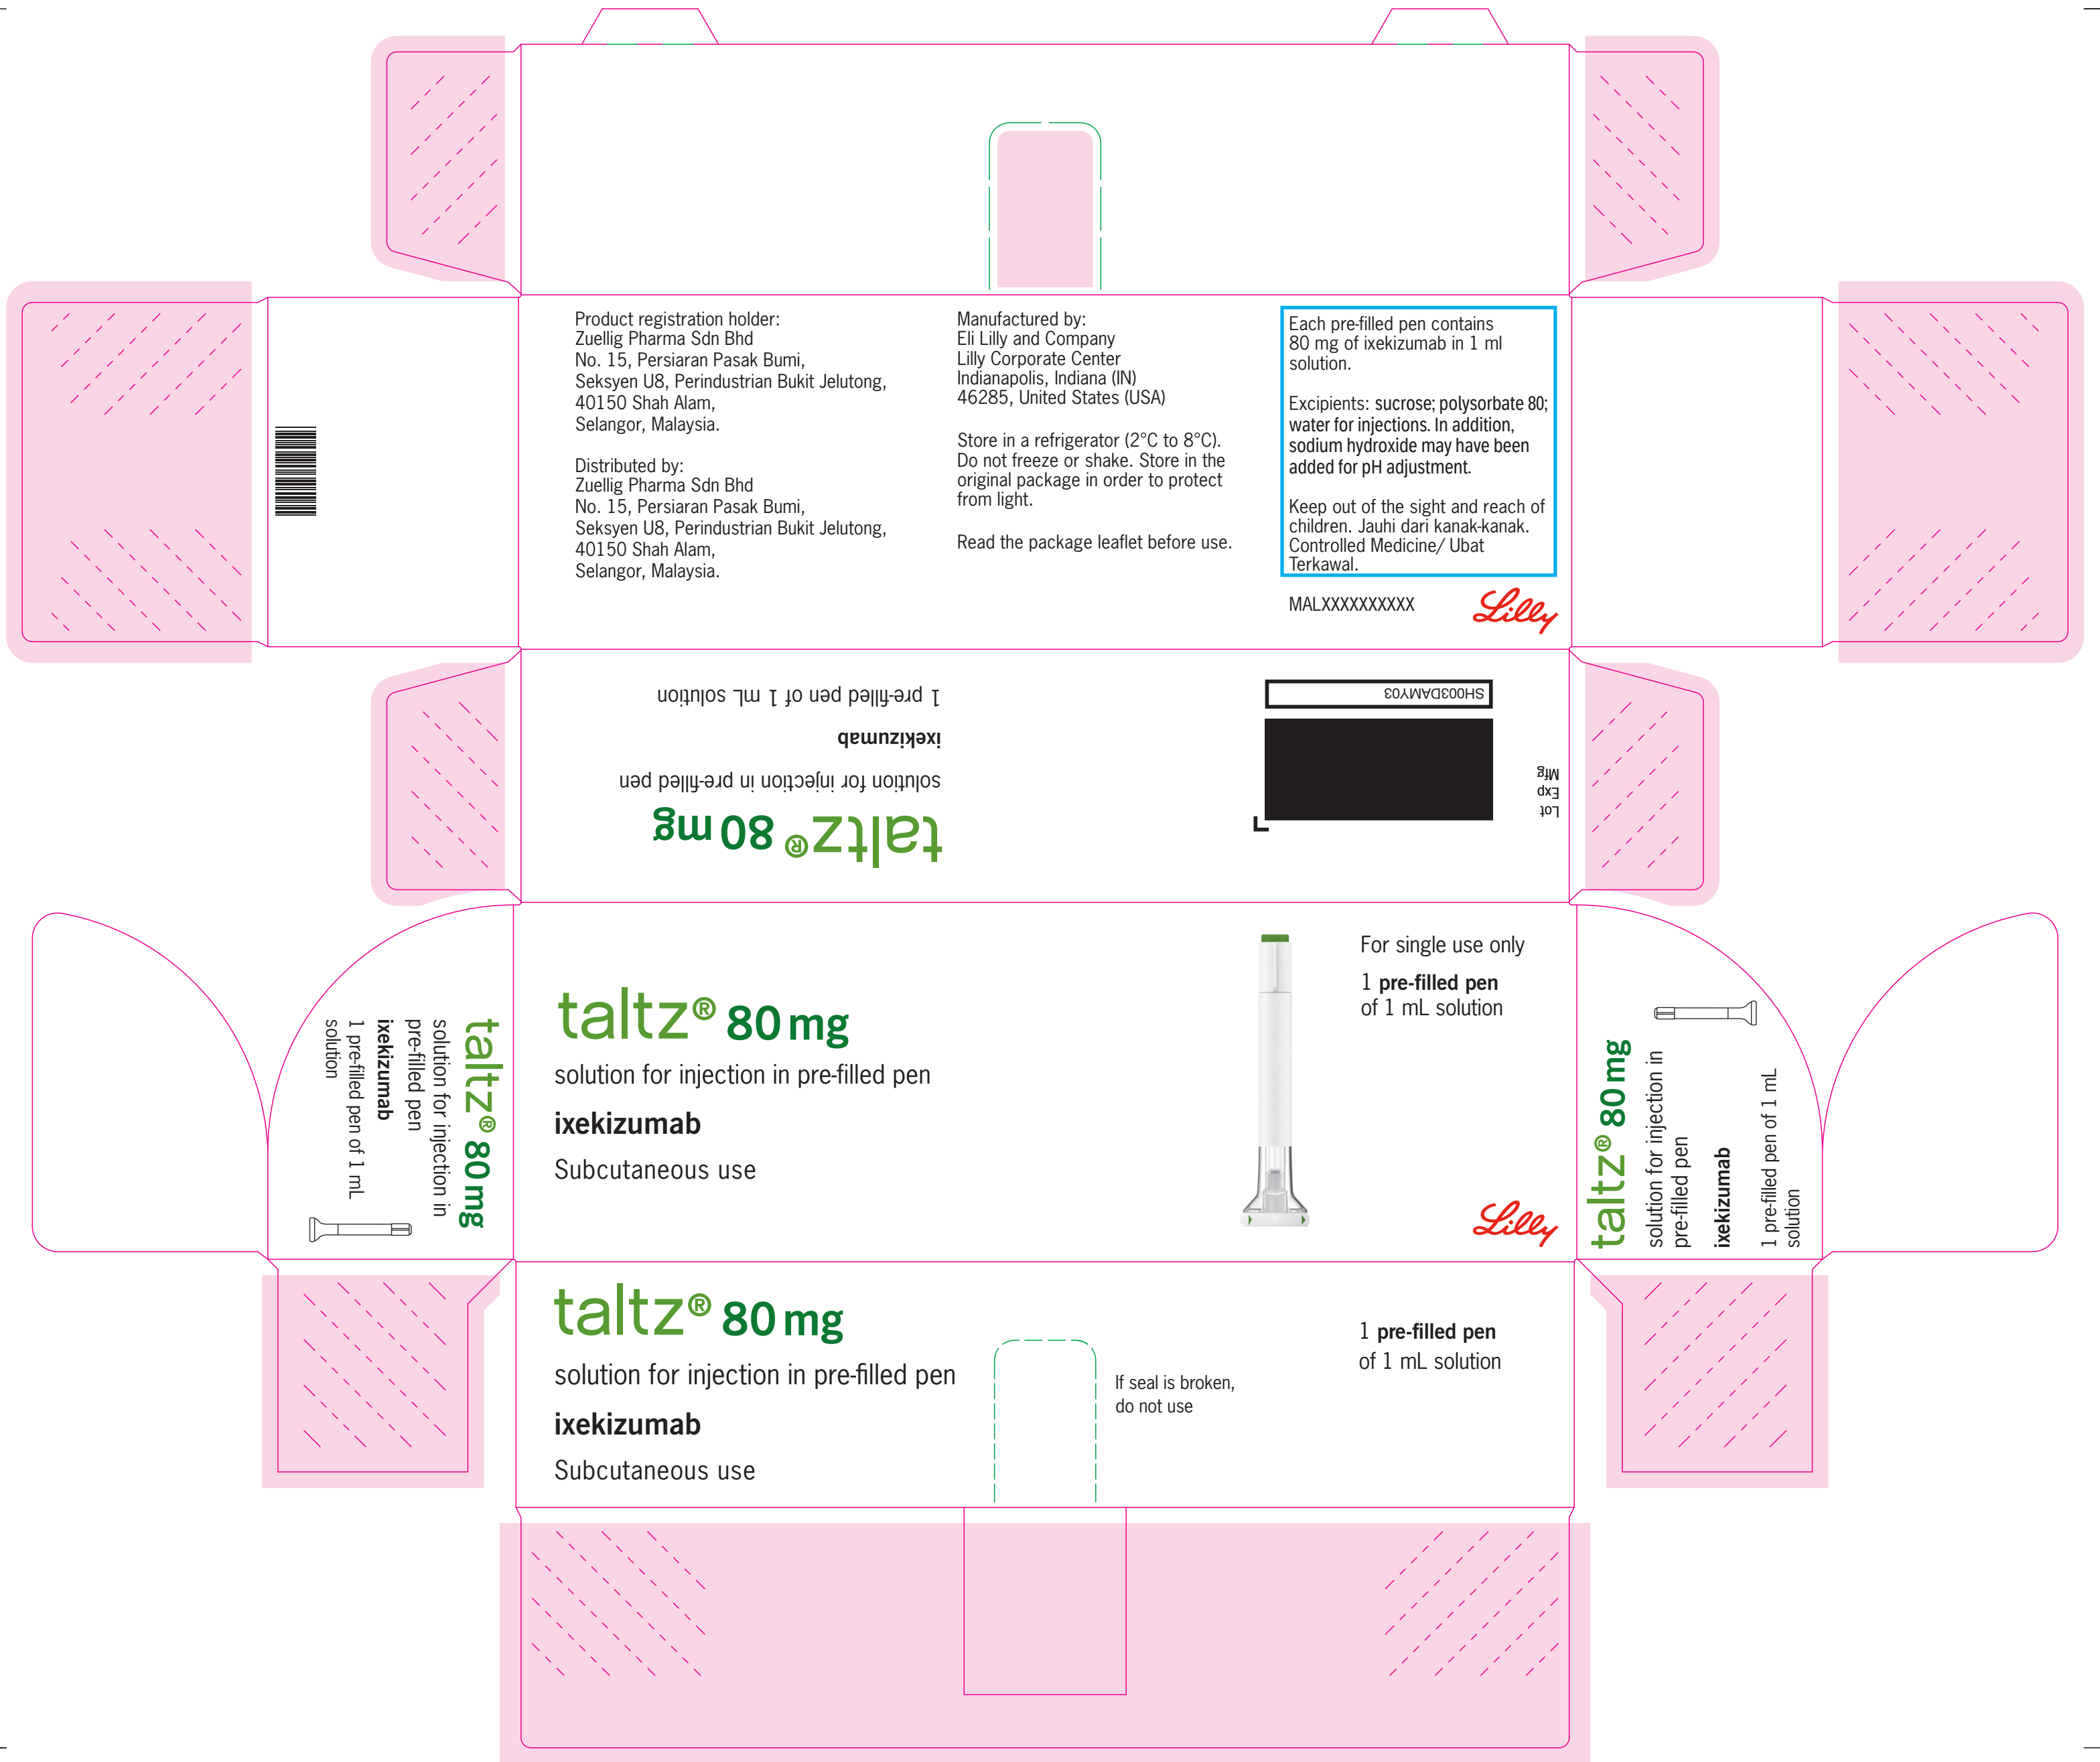 Product registration holder:
Zuellig Pharma Sdn Bhd
No. 15, Persiaran Pasak Bumi,
Seksyen U8, Perindustrian Bukit Jelutong,
40150 Shah Alam,
Selangor, Malaysia.
Distributed by:
Zuellig Pharma Sdn Bhd
No. 15, Persiaran Pasak Bumi,
Seksyen U8, Perindustrian Bukit Jelutong,
40150 Shah Alam,
Selangor, Malaysia.
Manufactured by:
Eli Lilly and Company
Lilly Corporate Center
Indianapolis, Indiana (IN)
46285, United States (USA)
Store in a refrigerator (2°C to 8°C).
Do not freeze or shake. Store in the
original package in order to protect
from light.
Read the package leaflet before use.
Each pre-filled pen contains
80 mg of ixekizumab in 1 ml
solution.
Excipients: sucrose; polysorbate 80;
water for injections. In addition,
sodium hydroxide may have been
added for pH adjustment.
Keep out of the sight and reach of
children. Jauhi dari kanak-kanak.
Controlled Medicine/ Ubat
Terkawal.
MALXXXXXXXXXX
Lilly
taltz® 80 mg
solution for injection in pre-filled pen
ixekizumab
1 pre-filled pen of 1 mL solution
Lot
Exp
Mfg
SH003DAMY03
taltz® 80 mg
solution for injection in
pre-filled pen
ixekizumab
1 pre-filled pen of 1 mL
solution
taltz® 80 mg
solution for injection in pre-filled pen
ixekizumab
Subcutaneous use
For single use only
1 pre-filled pen
of 1 mL solution
Lilly
taltz® 80 mg
solution for injection in
pre-filled pen
ixekizumab
1 pre-filled pen of 1 mL
solution
taltz® 80 mg
solution for injection in pre-filled pen
ixekizumab
Subcutaneous use
If seal is broken,
do not use
1 pre-filled pen
of 1 mL solution